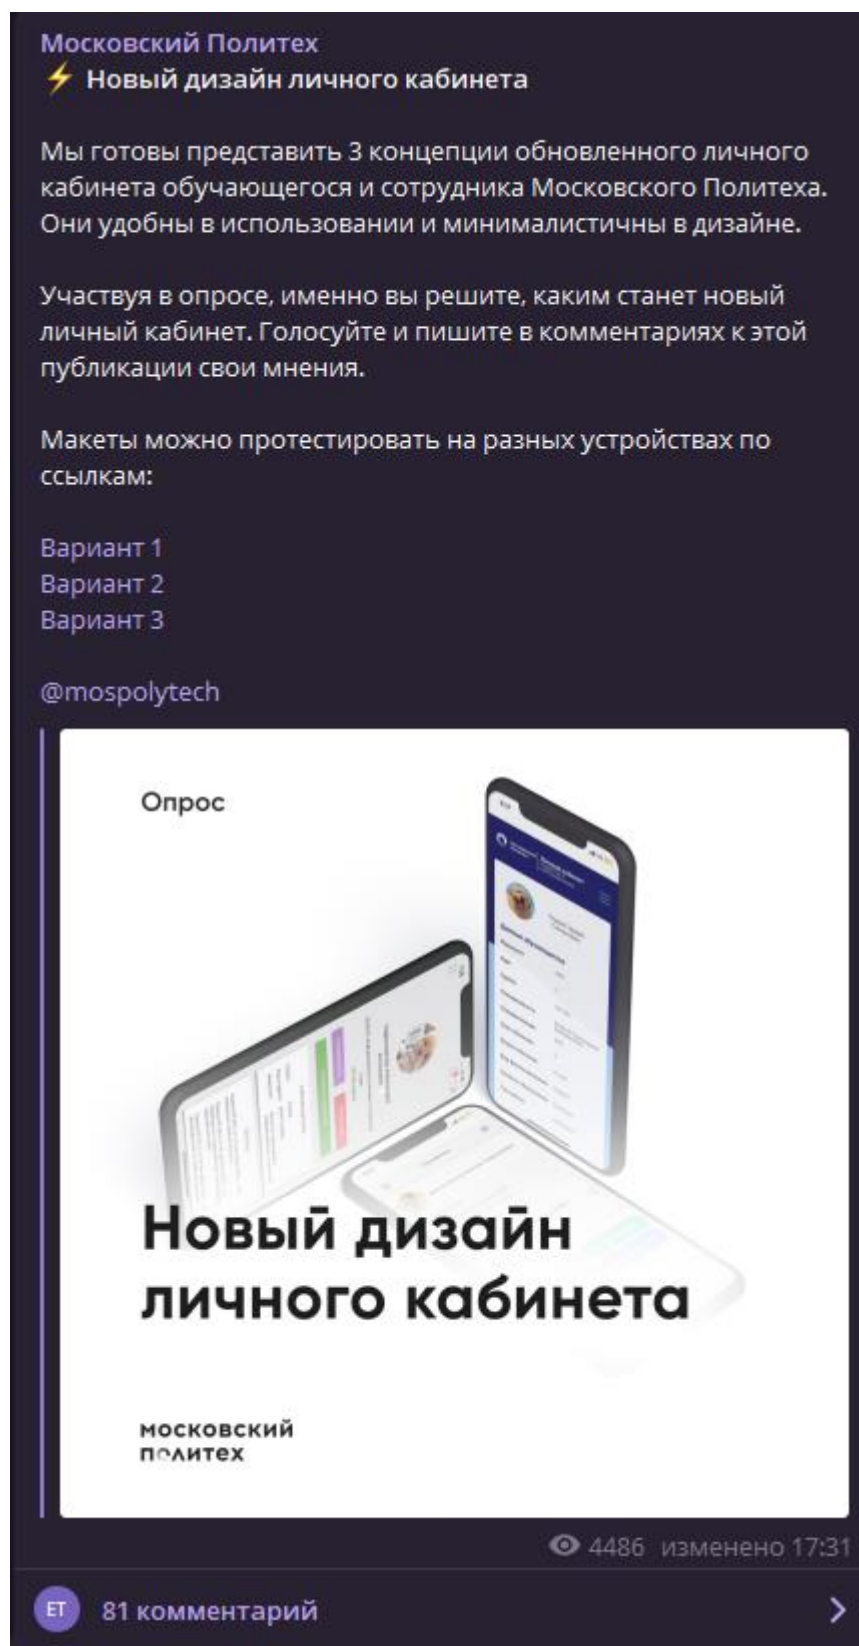 Московский Политех
⚡ Новый дизайн личного кабинета
Мы готовы представить 3 концепции обновленного личного
кабинета обучающегося и сотрудника Московского Политеха.
Они удобны в использовании и минималистичны в дизайне.
Участвуя в опросе, именно вы решите, каким станет новый
личный кабинет. Голосуйте и пишите в комментариях к этой
публикации свои мнения.
Макеты можно протестировать на разных устройствах по
ссылкам:
Вариант 1
Вариант 2
Вариант 3
@mospolytech
Опрос
Новый дизайн
личного кабинета
московский
политех
4486 изменено 17:31
ET 81 комментарий